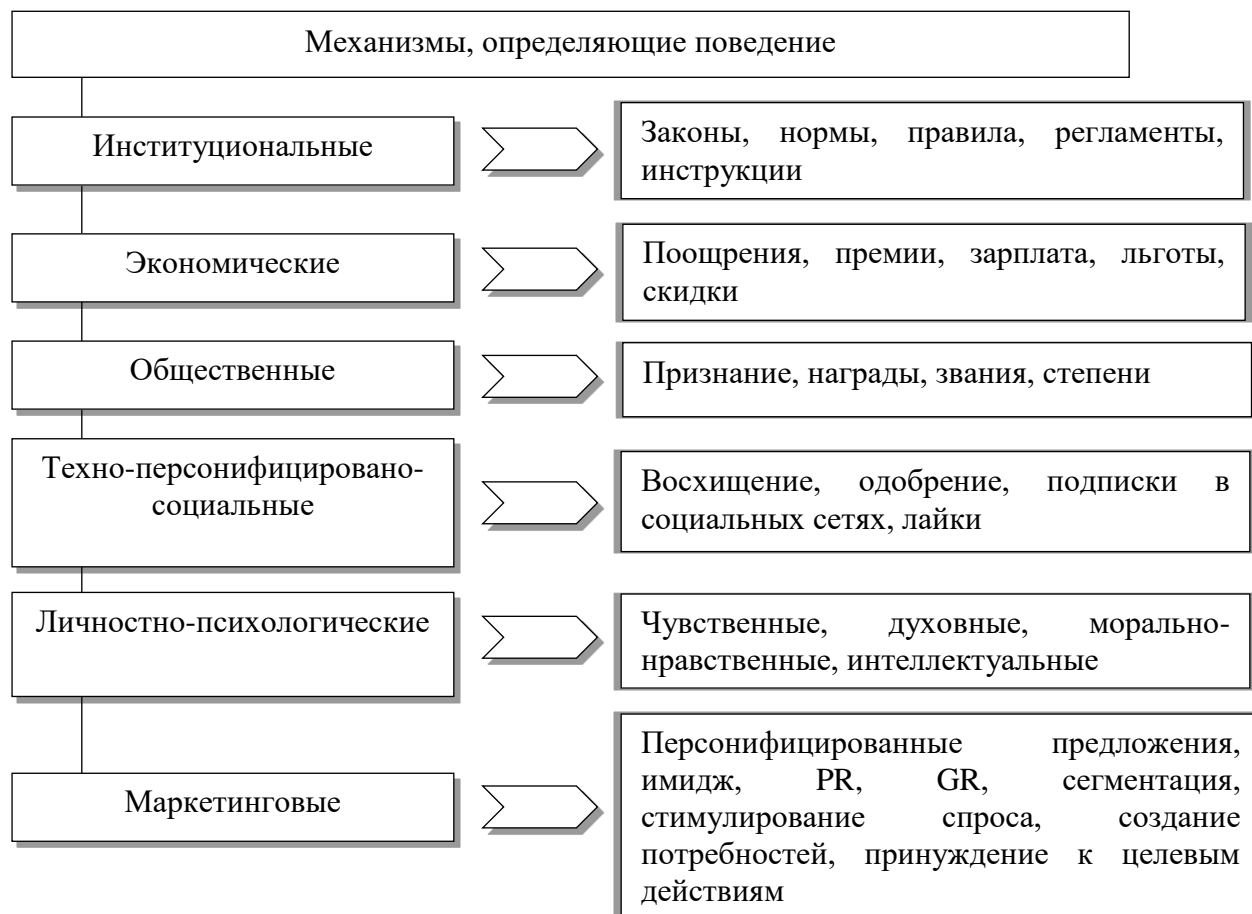 Механизмы, определяющие поведение
Институциональные
Законы, нормы, правила, регламенты,
инструкции
Экономические
Поощрения, премии, зарплата, льготы,
скидки
Общественные
Признание, награды, звания, степени
Техно-персонифицировано-
социальные
Восхищение, одобрение, подписки в
социальных сетях, лайки
Личностно-психологические
Чувственные, духовные, морально-
нравственные, интеллектуальные
Маркетинговые
Персонифицированные предложения,
имидж, PR, GR, сегментация,
стимулирование спроса, создание
потребностей, принуждение к целевым
действиям